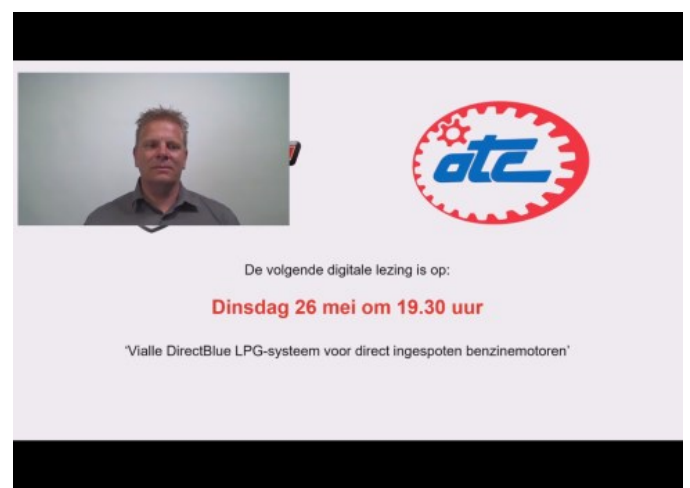 otc
De volgende digitale lezing is op:
Dinsdag 26 mei om 19.30 uur
'Vialle DirectBlue LPG-systeem voor direct ingespoten benzinemotoren'